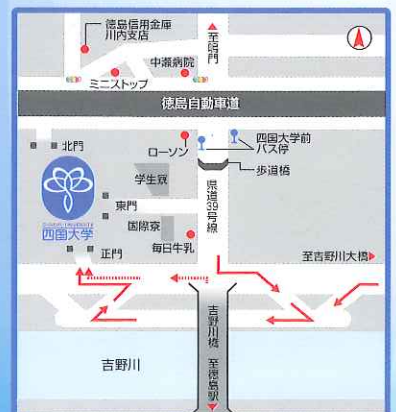 徳島信用金庫
川内支店
至鳴門
中瀬病院
ミニストップ
徳島自動車道
北門
ローソン
四国大学前
バス停
学生寮
歩道橋
東門
県道39号線
SHIKOKU UNIVERSITY
四国大学
国際寮
正門
毎日牛乳
至吉野川大橋
吉野川橋
至徳島駅
吉野川